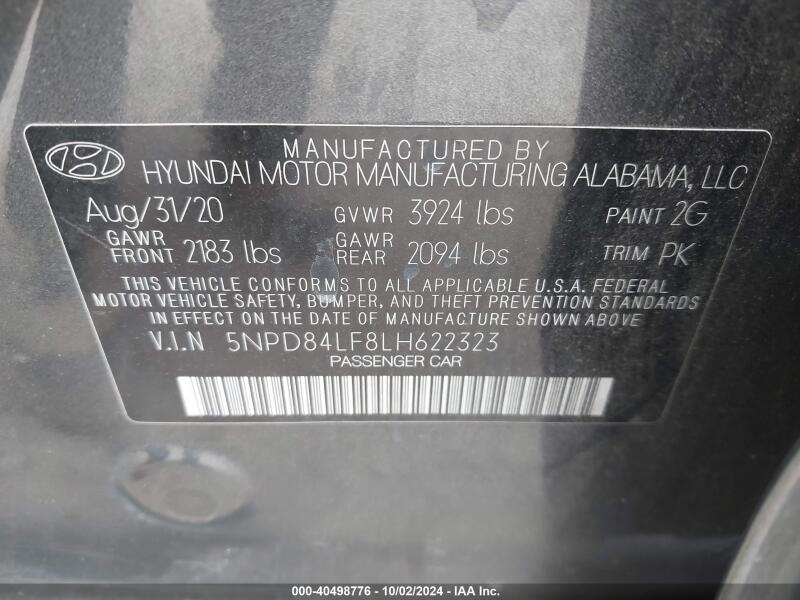 MANUFACTURED BY
HYUNDAI MOTOR MANUFACTURING ALABAMA, LLC
Aug/31/20 GVWR 3924 lbs PAINT 2G
GAWR FRONT 2183 lbs GAWR REAR 2094 lbs TRIM PK
THIS VEHICLE CONFORMS TO ALL APPLICABLE U.S.A. FEDERAL
MOTOR VEHICLE SAFETY, BUMPER, AND THEFT PREVENTION STANDARDS
IN EFFECT ON THE DATE OF MANUFACTURE SHOWN ABOVE.
V.I.N 5NPD84LF8LH622323
PASSENGER CAR
000-40498776 - 10/02/2024 - IAA Inc.